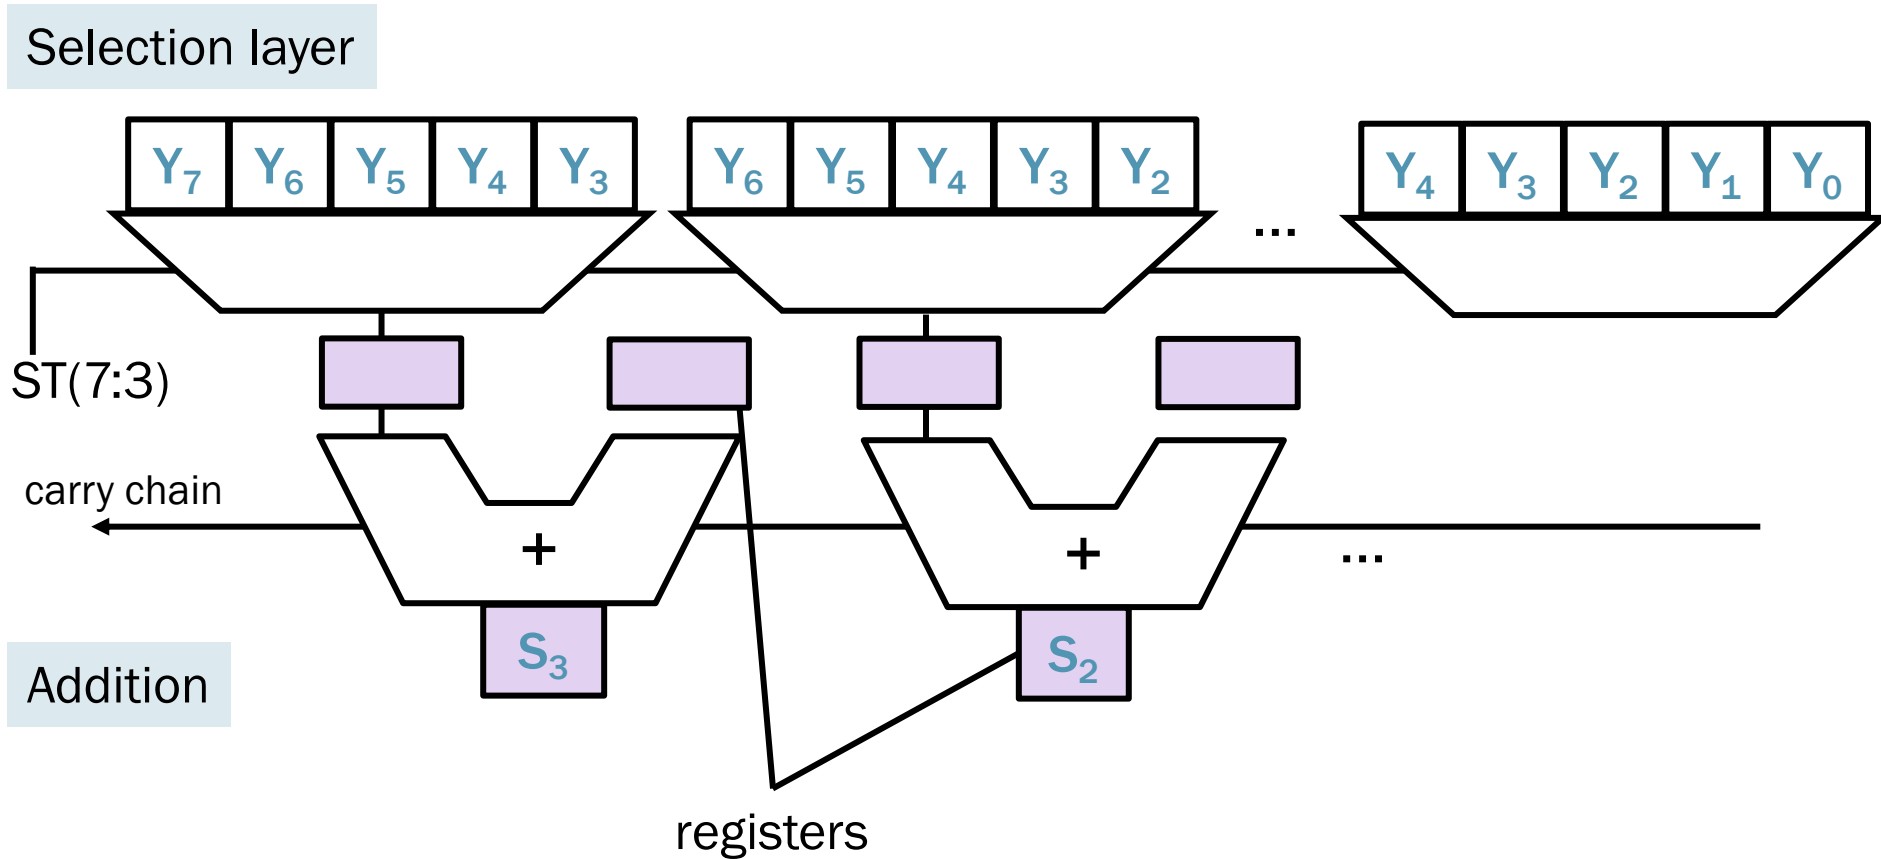 Selection layer
Y7 Y6 Y5 Y4 Y3
Y6 Y5 Y4 Y3 Y2
Y4 Y3 Y2 Y1 Y0
...
ST(7:3)
carry chain
+
+
...
S3
S2
Addition
registers